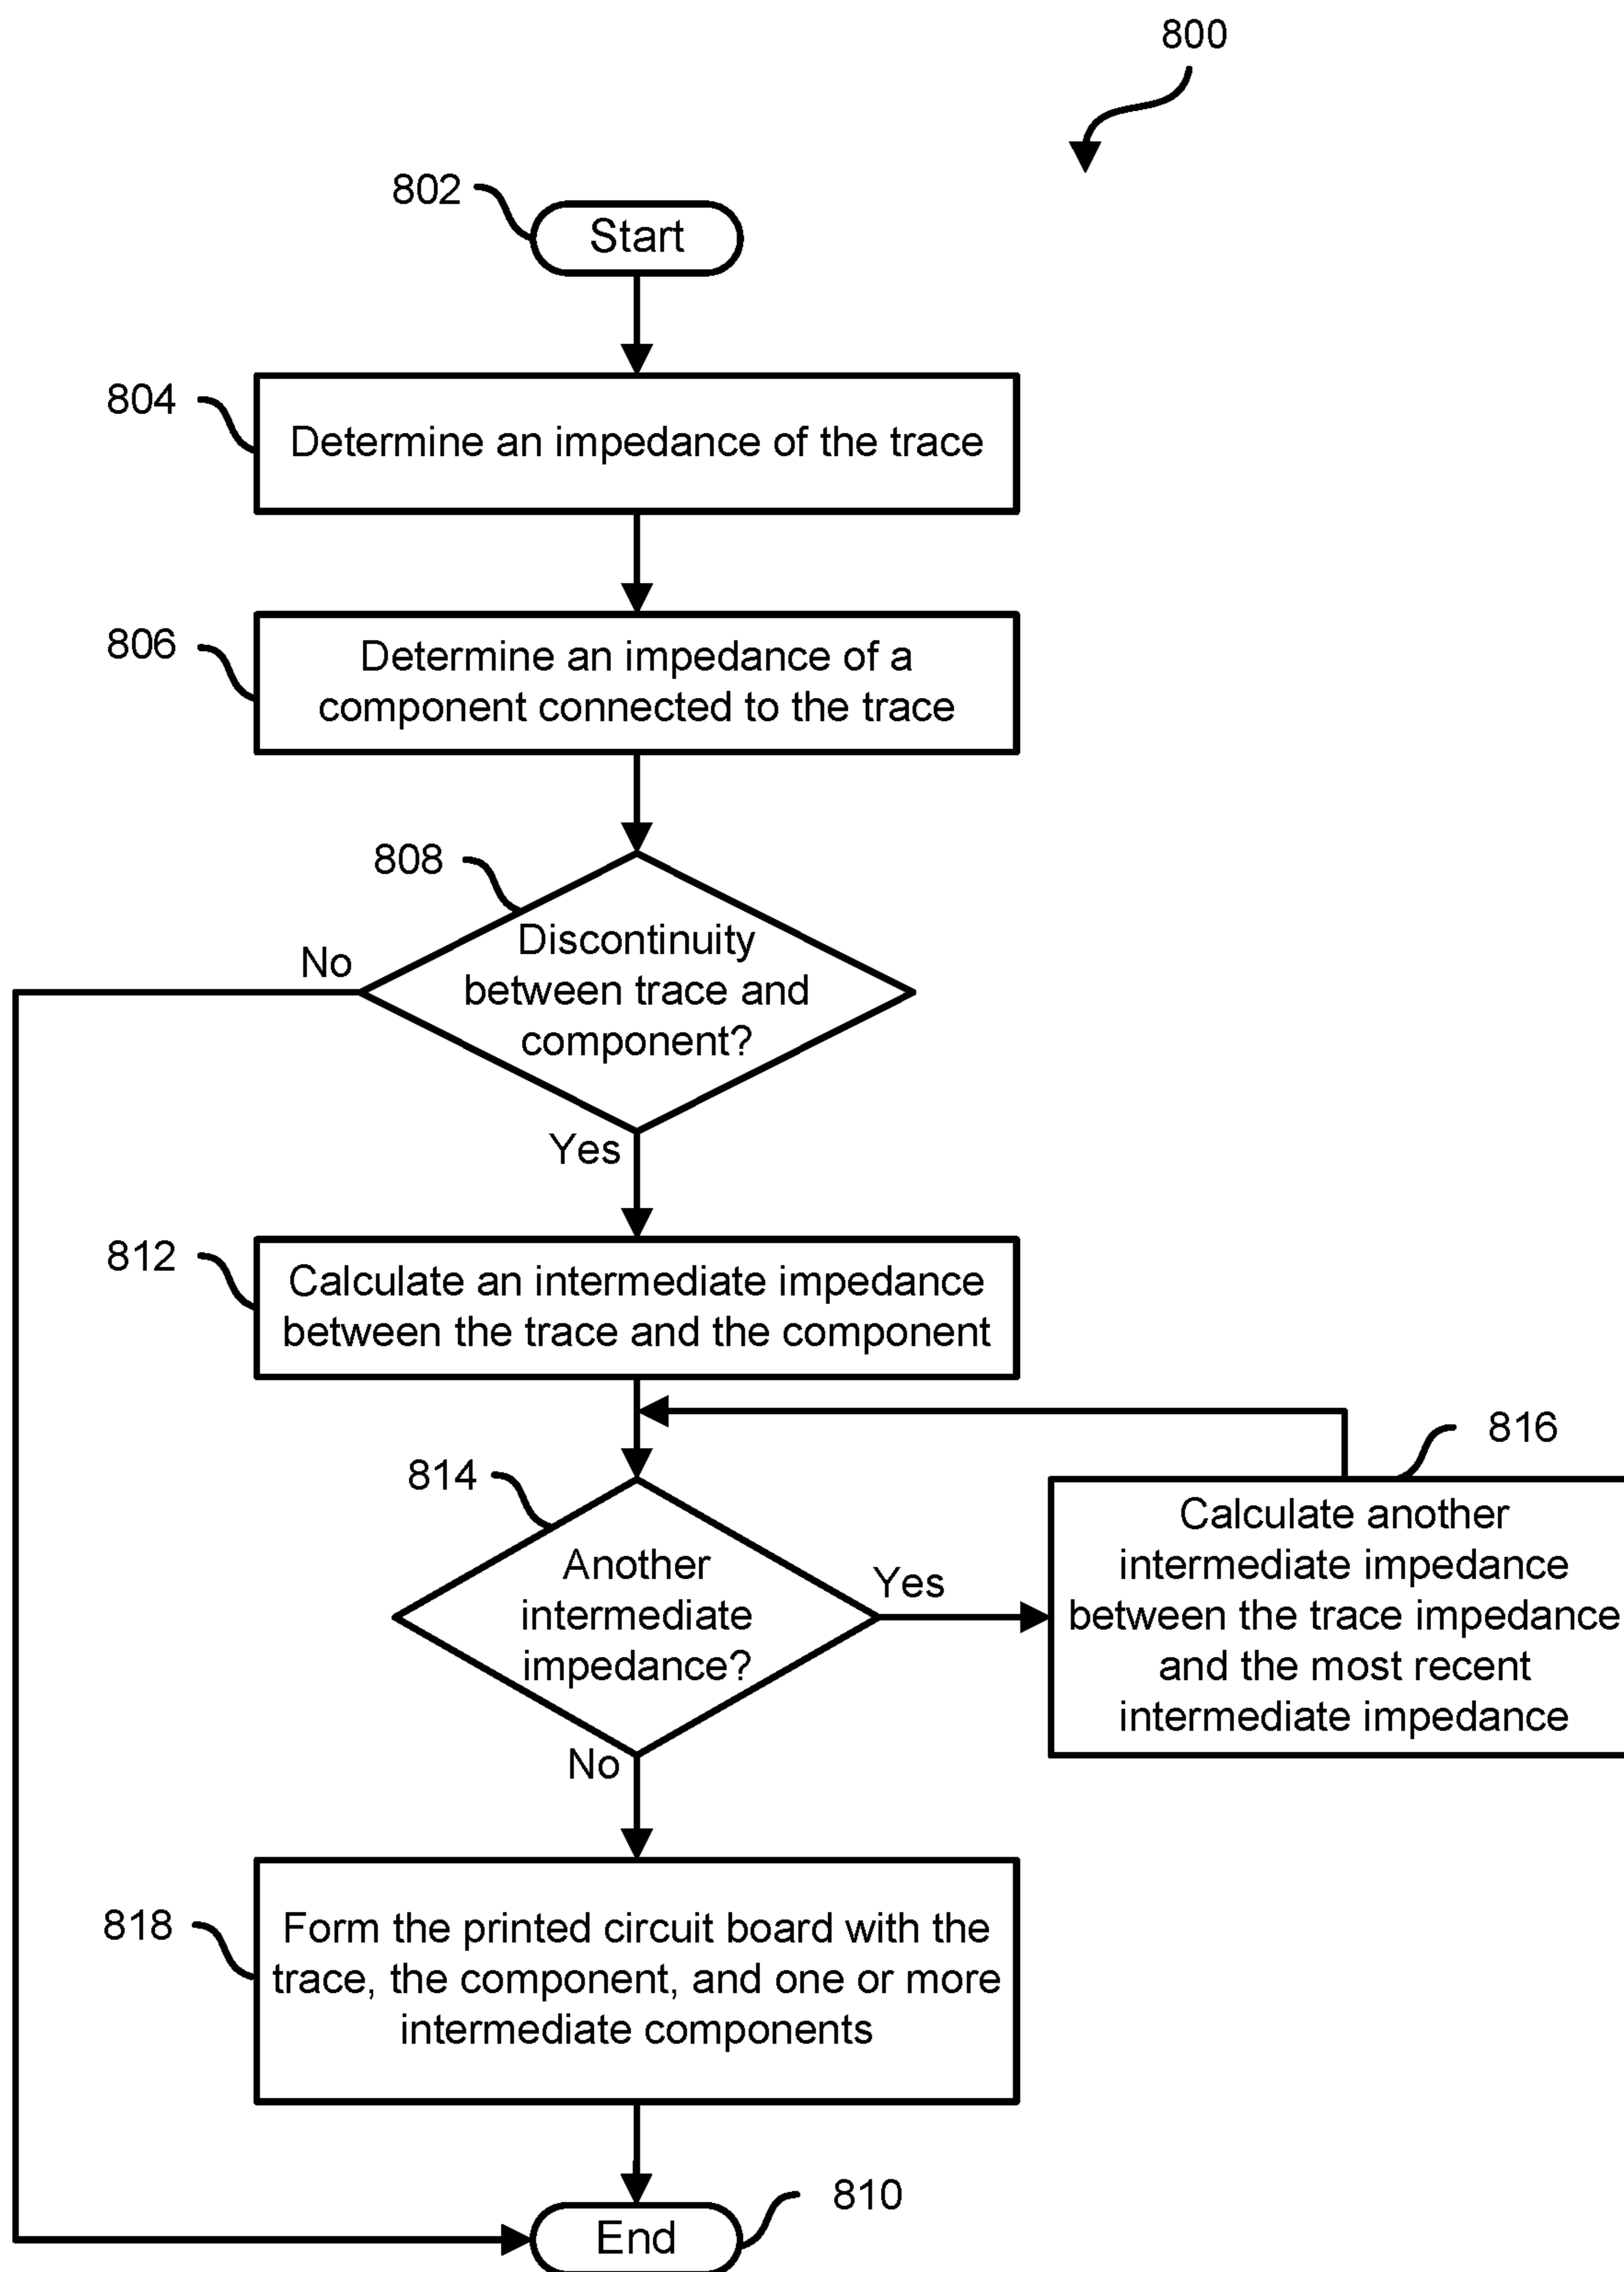 800
802
Start
804
Determine an impedance of the trace
806
Determine an impedance of a
component connected to the trace
808
Discontinuity
between trace and
component?
No
Yes
812
Calculate an intermediate impedance
between the trace and the component
814
Another
intermediate
impedance?
Yes
816
Calculate another
intermediate impedance
between the trace impedance
and the most recent
intermediate impedance
No
818
Form the printed circuit board with the
trace, the component, and one or more
intermediate components
810
End